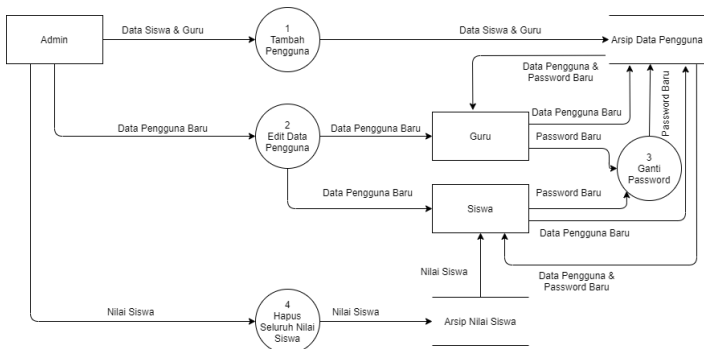 Admin
Data Siswa & Guru
1
Tambah
Pengguna
Data Siswa & Guru
Arsip Data Pengguna
Data Pengguna &
Password Baru
Data Pengguna Baru
2
Edit Data
Pengguna
Data Pengguna Baru
Guru
Data Pengguna Baru
Password Baru
Password Baru
3
Ganti
Password
Data Pengguna Baru
Siswa
Password Baru
Data Pengguna Baru
Nilai Siswa
Data Pengguna &
Password Baru
Nilai Siswa
4
Hapus
Seluruh Nilai
Siswa
Nilai Siswa
Arsip Nilai Siswa